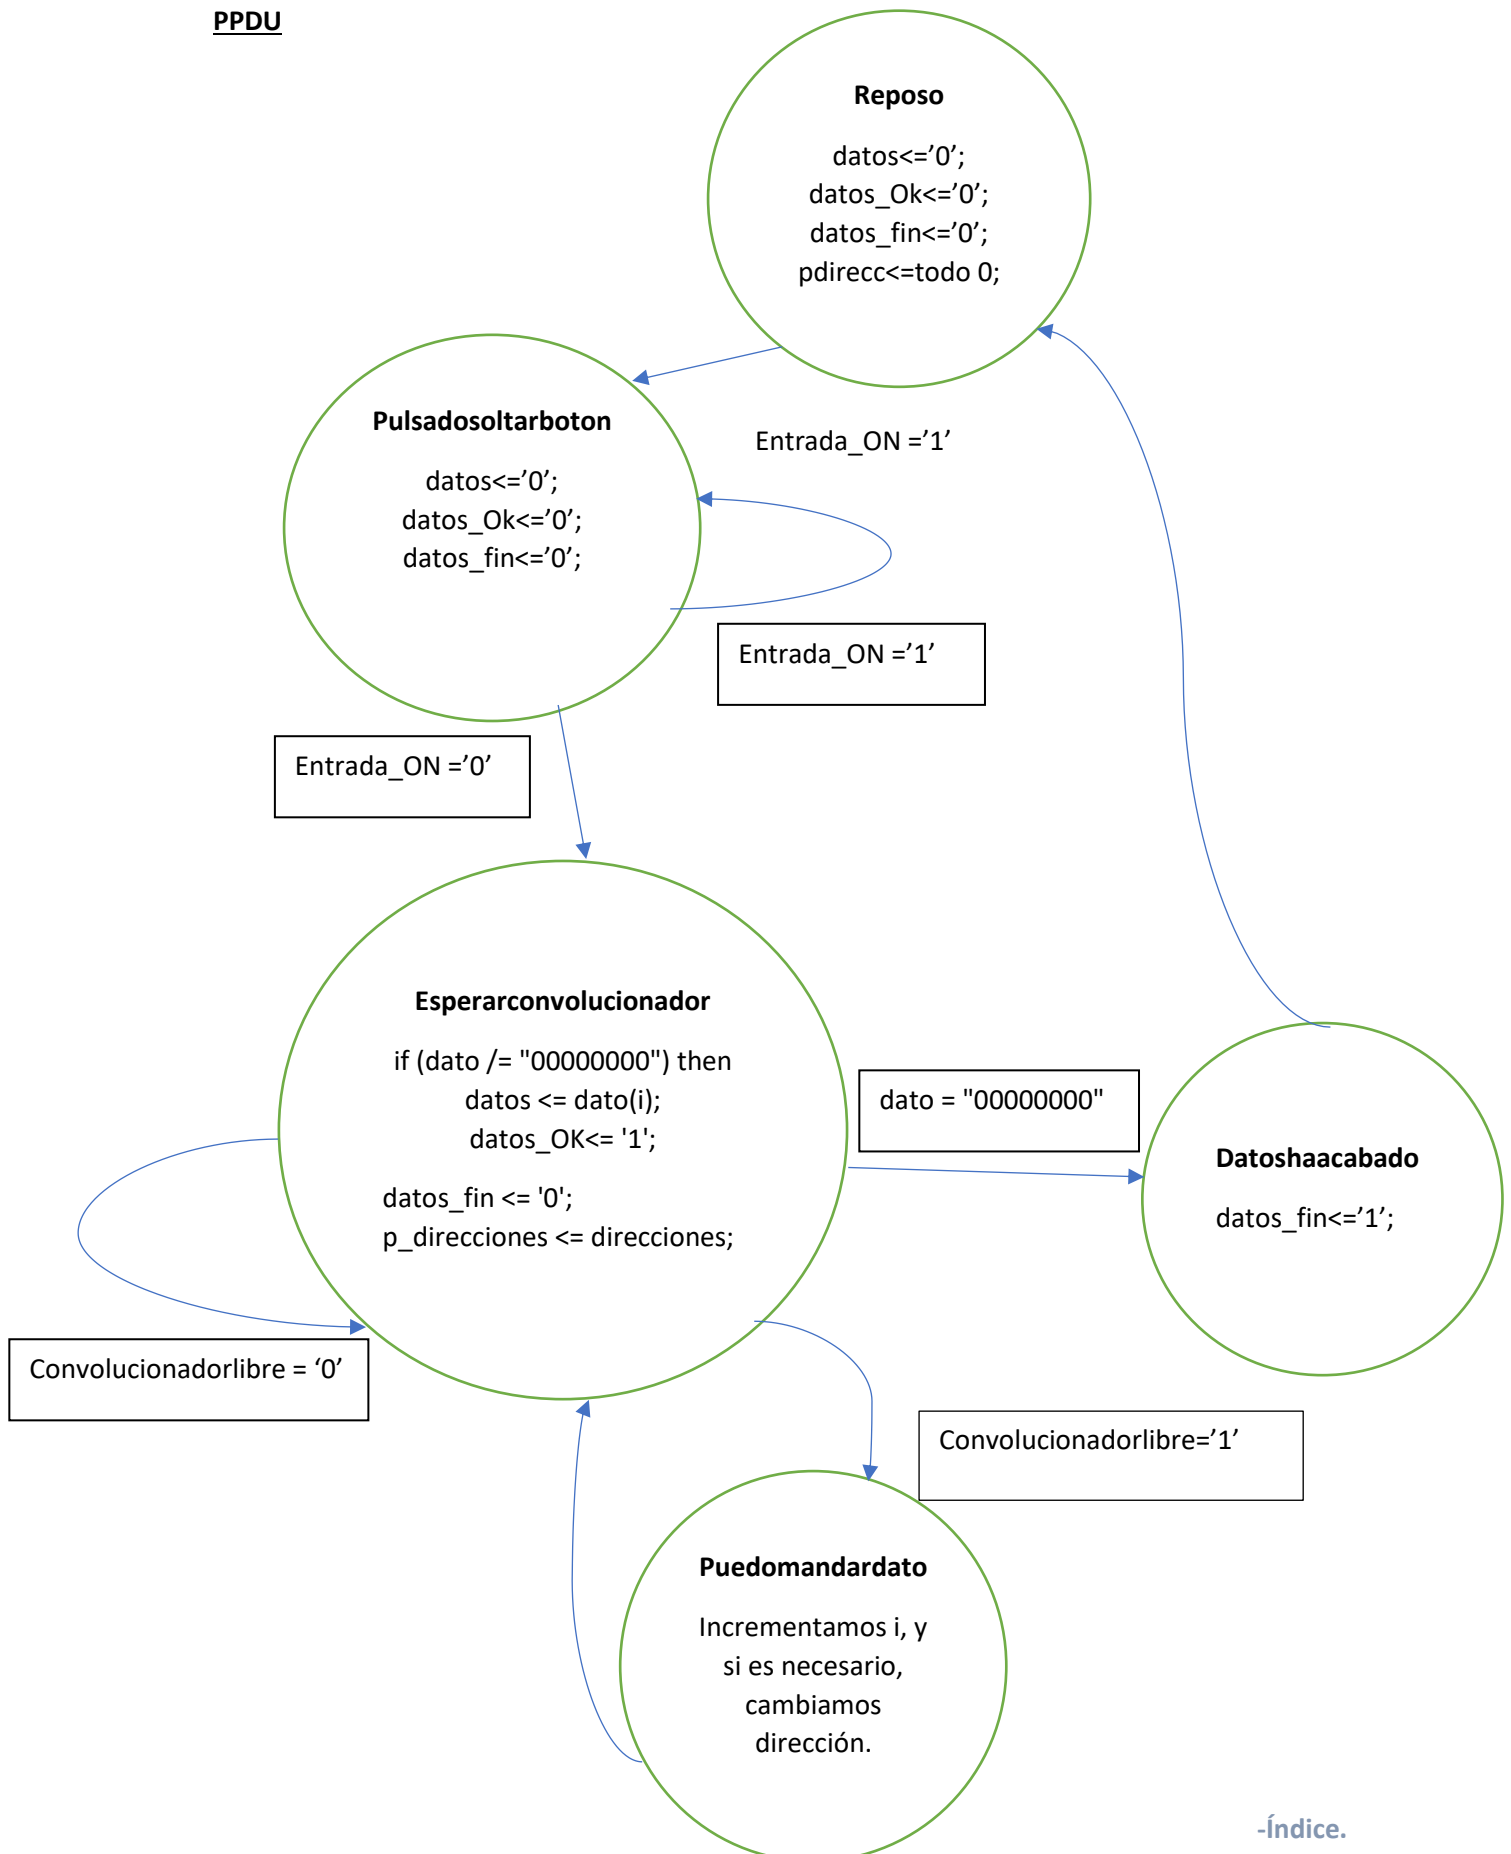 PPDU
Reposo
datos<=’0’;
datos_Ok<=’0’;
datos_fin<=’0’;
pdirecc<=todo 0;
Pulsadosoltarboton
datos<=’0’;
datos_Ok<=’0’;
datos_fin<=’0’;
Entrada_ON =’1’
Entrada_ON =’1’
Entrada_ON =’0’
Esperarconvolucionador
if (dato /= "00000000") then
datos <= dato(i);
datos_OK<= '1';
datos_fin <= '0';
p_direcciones <= direcciones;
dato = "00000000"
Datoshaacabado
datos_fin<=’1’;
Convolucionadorlibre = ‘0’
Convolucionadorlibre=’1’
Puedomandardato
Incrementamos i, y
si es necesario,
cambiamos
dirección.
-Índice.